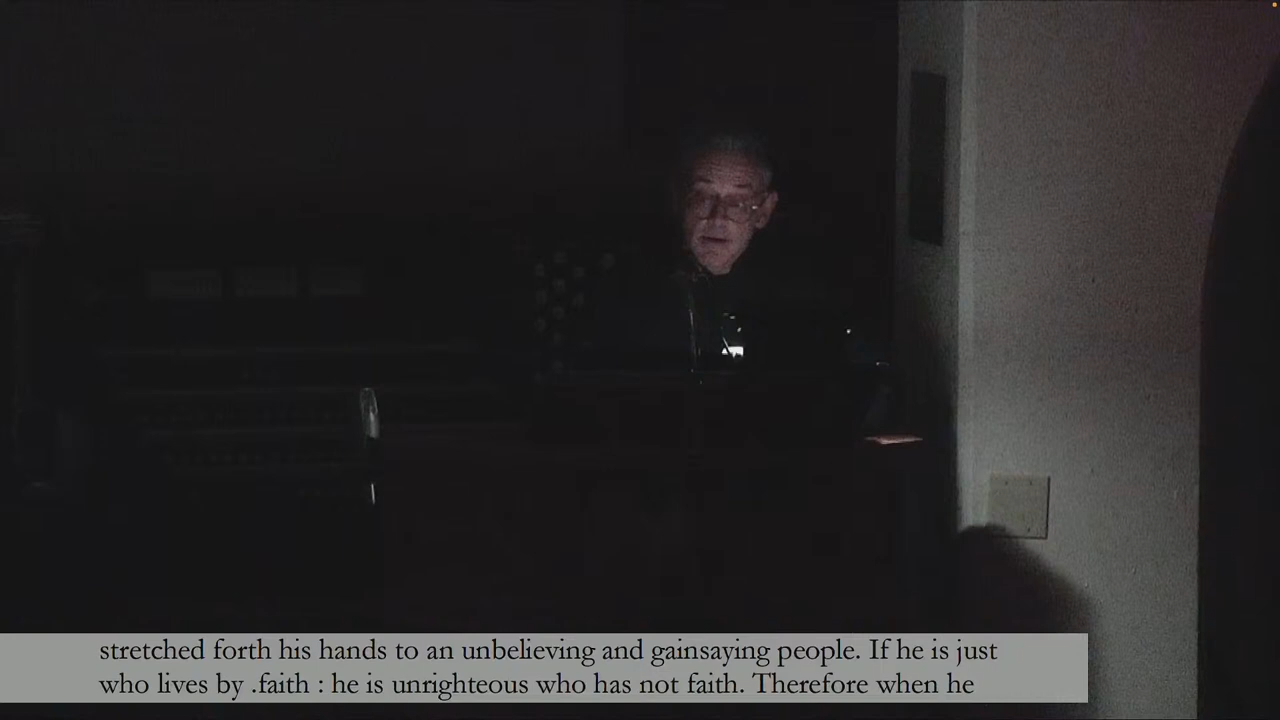 stretched forth his hands to an unbelieving and gainsaying people. If he is just
who lives by .faith : he is unrighteous who has not faith. Therefore when he